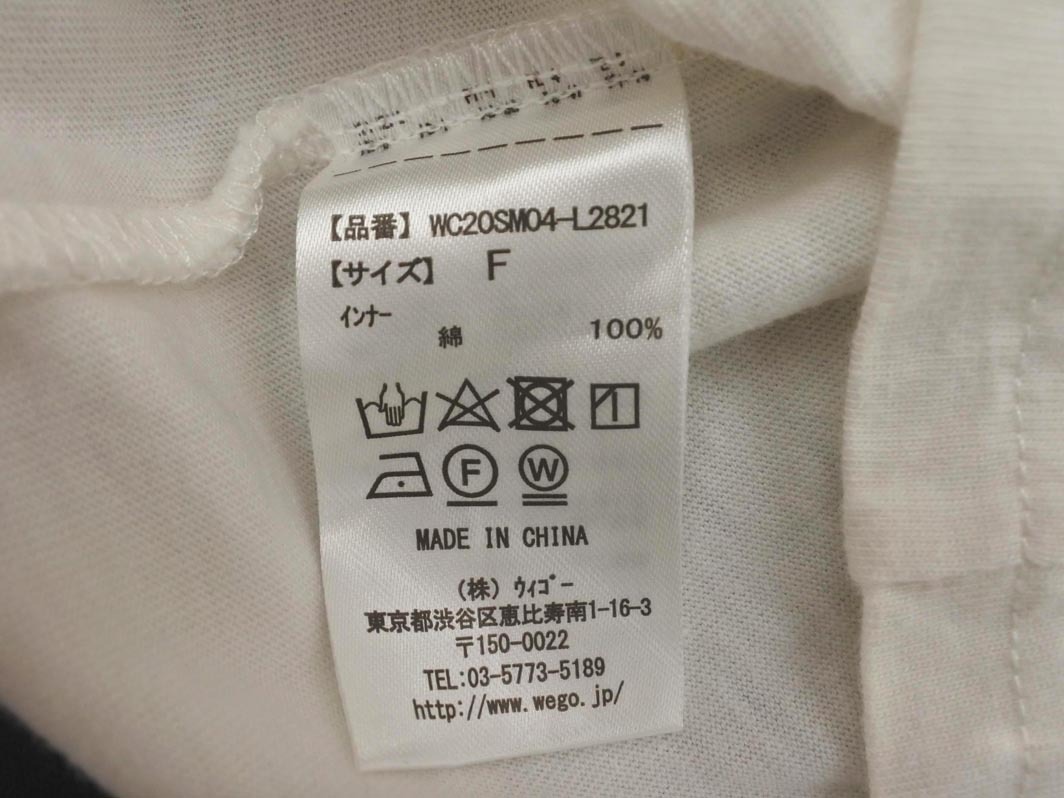 【品番】 WC20SM04-L2821
【サイズ】 F
インナー
綿 100%
F W
MADE IN CHINA
(株) ウィゴー
東京都渋谷区恵比寿南1-16-3
〒150-0022
TEL:03-5773-5189
http://www.wego.jp/